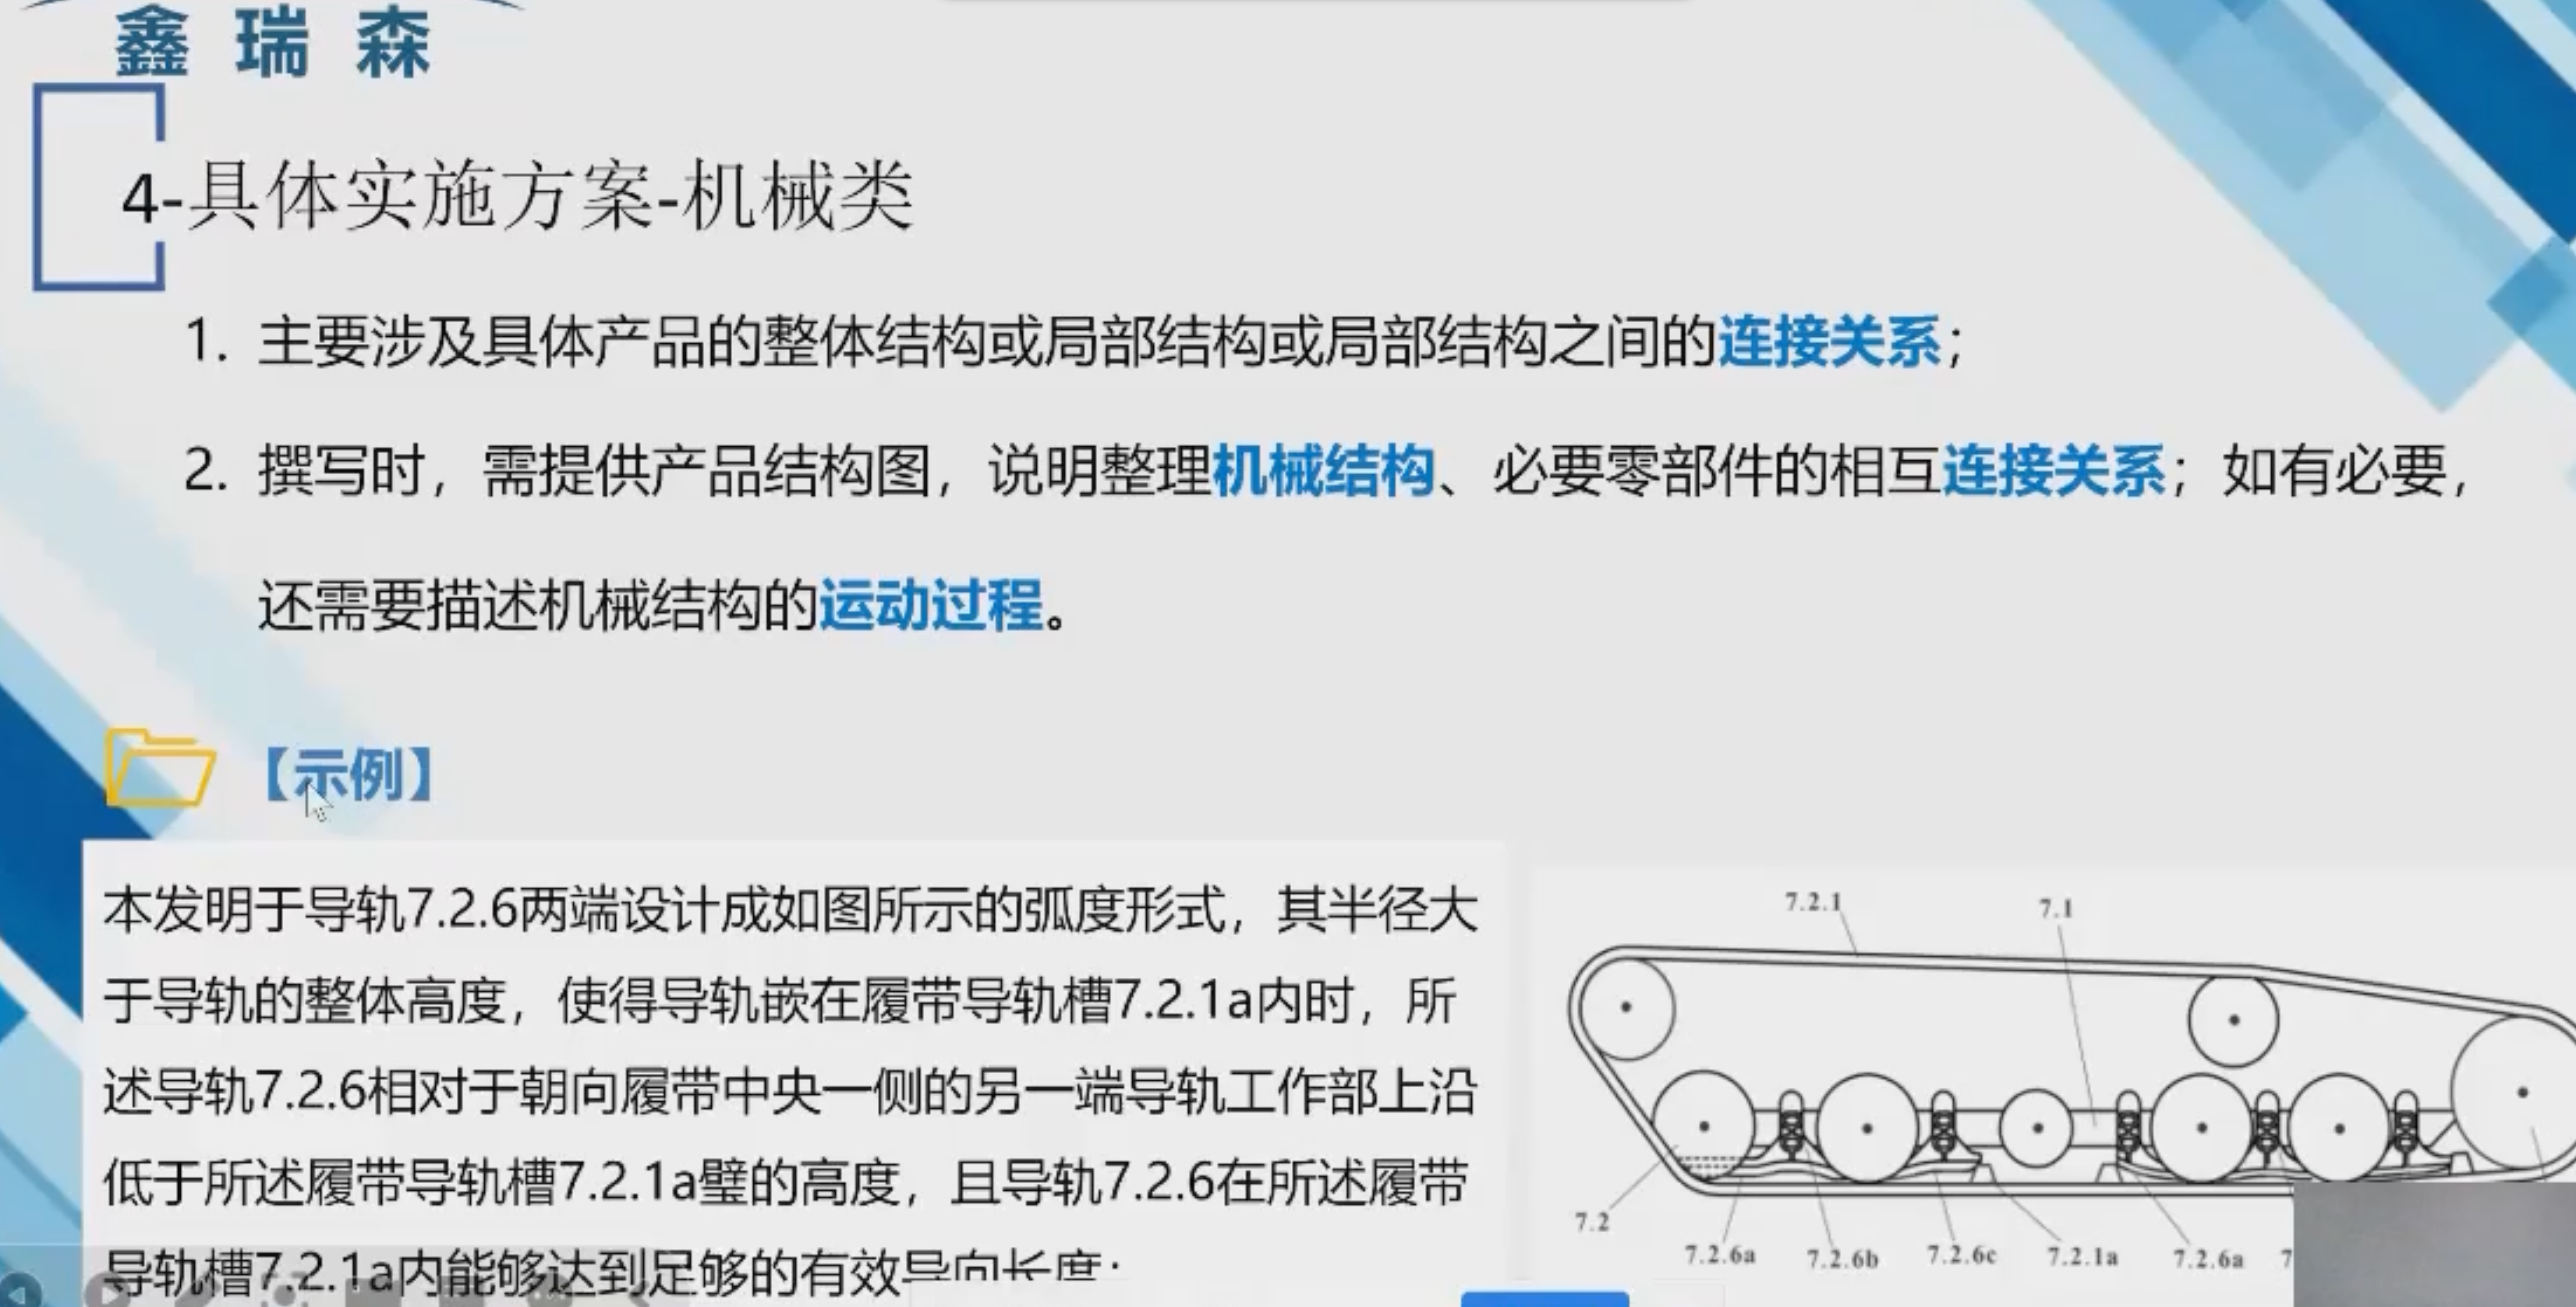 鑫瑞森
4-具体实施方案-机械类
1. 主要涉及具体产品的整体结构或局部结构或局部结构之间的连接关系；
2. 撰写时，需提供产品结构图，说明整理机械结构、必要零部件的相互连接关系；如有必要，
还需要描述机械结构的运动过程。
【示例】
本发明于导轨7.2.6两端设计成如图所示的弧度形式，其半径大
于导轨的整体高度，使得导轨嵌在履带导轨槽7.2.1a内时，所
述导轨7.2.6相对于朝向履带中央一侧的另一端导轨工作部上沿
低于所述履带导轨槽7.2.1a璧的高度，且导轨7.2.6在所述履带
导轨槽7.2.1a内能够达到足够的有效导向长度；
7.2.1
7.1
7.2
7.2.6a
7.2.6b
7.2.6c
7.2.1a
7.2.6a